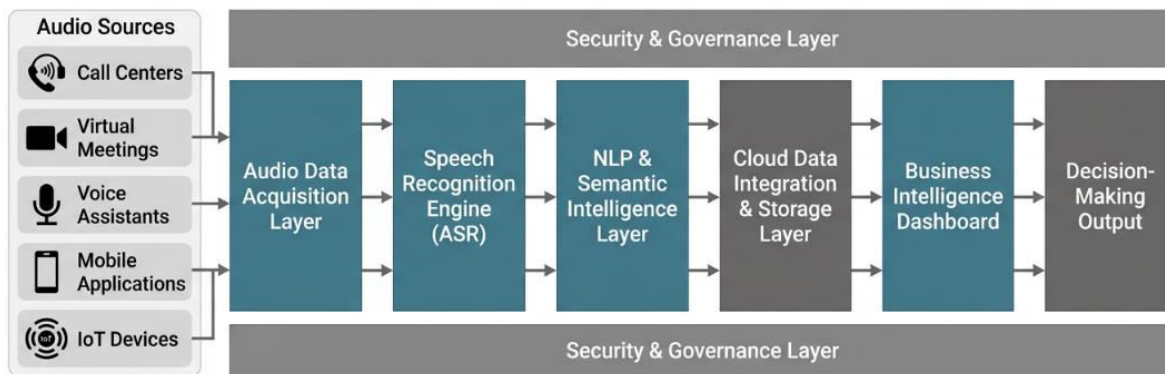 Audio Sources
Call Centers
Virtual
Meetings
Voice
Assistants
Mobile
Applications
IoT
IoT Devices
Security & Governance Layer
Audio Data
Acquisition
Layer
Speech
Recognition
Engine
(ASR)
NLP &
Semantic
Intelligence
Layer
Cloud Data
Integration
& Storage
Layer
Business
Intelligence
Dashboard
Decision-
Making
Output
Security & Governance Layer